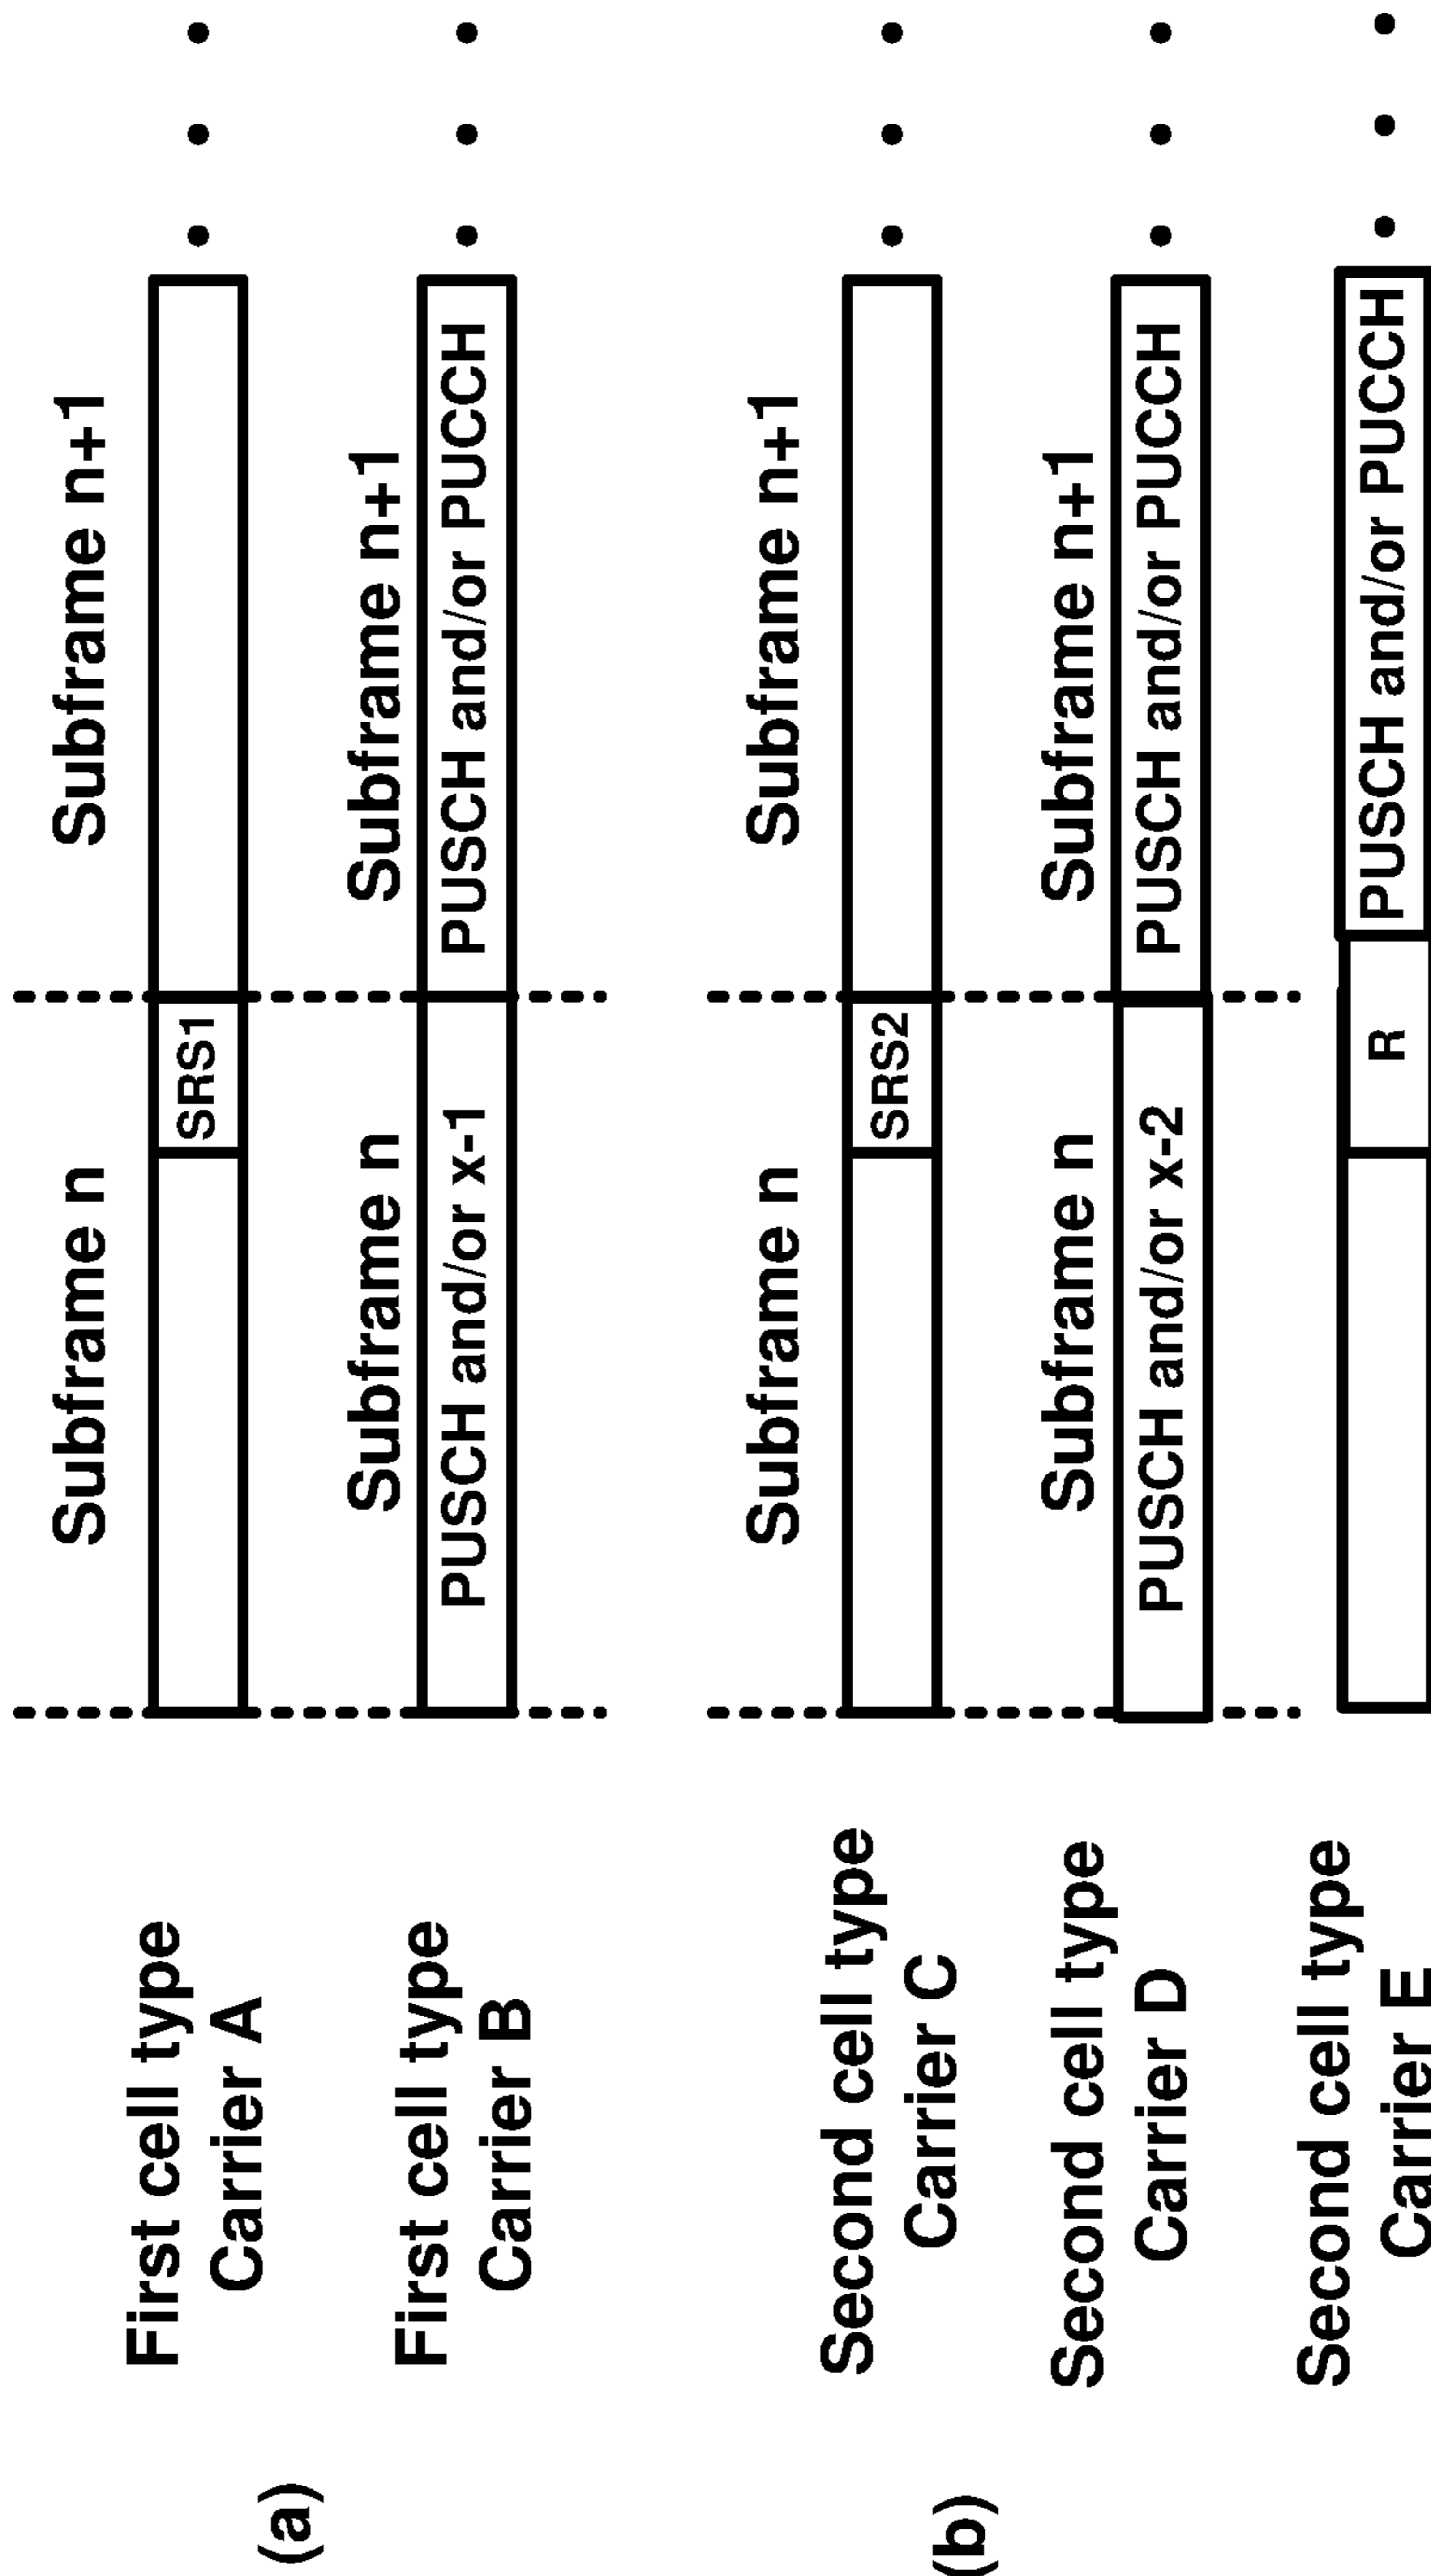 (a)
Subframe n
Subframe n+1
First cell type
Carrier A
SRS1
Subframe n
Subframe n+1
First cell type
Carrier B
PUSCH and/or x-1
PUSCH and/or PUCCH
(b)
Subframe n
Subframe n+1
Second cell type
Carrier C
SRS2
Subframe n
Subframe n+1
Second cell type
Carrier D
PUSCH and/or x-2
PUSCH and/or PUCCH
Second cell type
Carrier E
R
PUSCH and/or PUCCH